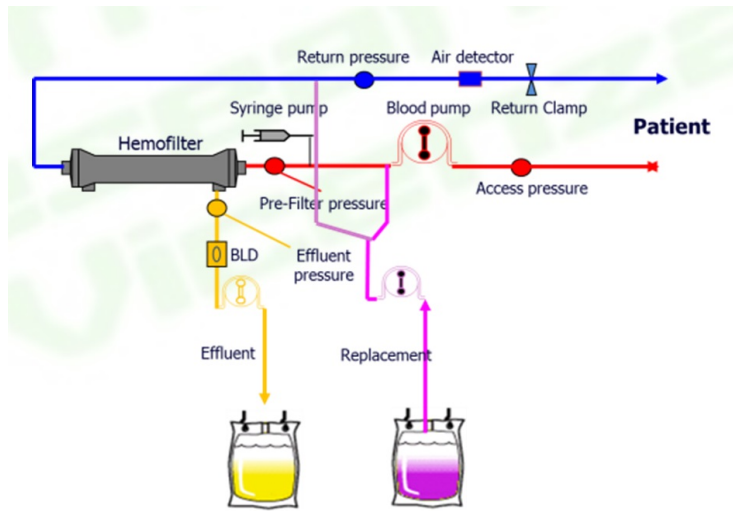 Return pressure
Air detector
Syringe pump
Blood pump
Return Clamp
Patient
Hemofilter
Pre-Filter pressure
Access pressure
BLD
Effluent
pressure
Effluent
Replacement